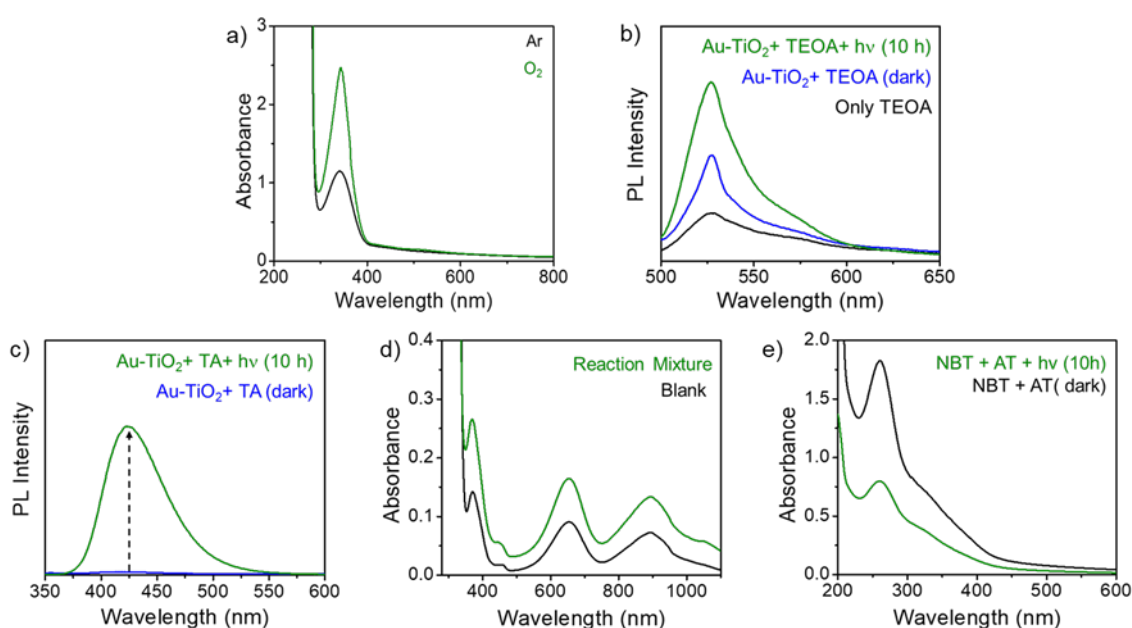 a)
Ar
O₂
3
2
1
0
Absorbance
200 300 400 600 800
Wavelength (nm)
b)
Au-TiO₂+ TEOA+ hν (10 h)
Au-TiO₂+ TEOA (dark)
Only TEOA
PL Intensity
500 550 600 650
Wavelength (nm)
c)
Au-TiO₂+ TA+ hν (10 h)
Au-TiO₂+ TA (dark)
PL Intensity
350 400 450 500 550 600
Wavelength (nm)
d)
Reaction Mixture
Blank
0.4
0.3
0.2
0.1
0.0
Absorbance
400 600 800 1000
Wavelength (nm)
e)
NBT + AT + hν (10h)
NBT + AT( dark)
2.0
1.5
1.0
0.5
0.0
Absorbance
200 300 400 500 600
Wavelength (nm)